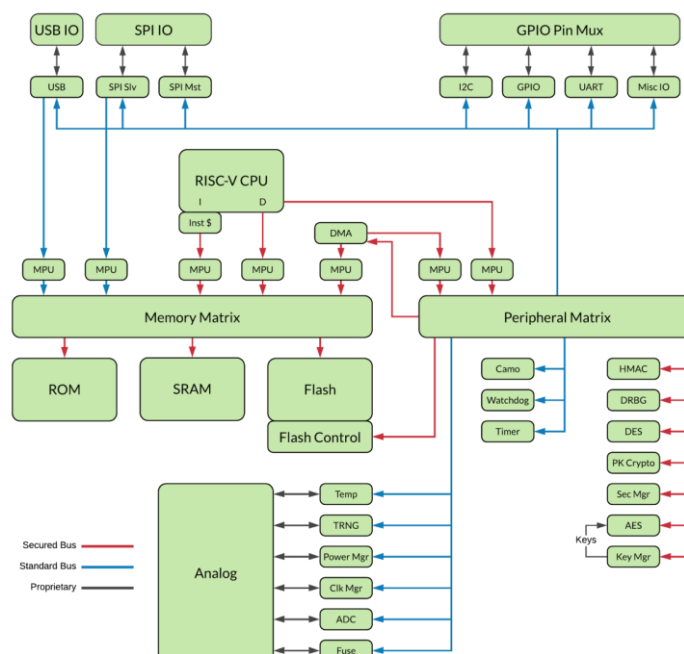 USB IO
SPI IO
GPIO Pin Mux
USB
SPI Slv
SPI Mst
I2C
GPIO
UART
Misc IO
RISC-V CPU
I
D
Inst $
DMA
MPU
MPU
MPU
MPU
MPU
MPU
MPU
Memory Matrix
Peripheral Matrix
ROM
SRAM
Flash
Flash Control
Camo
Watchdog
Timer
HMAC
DRBG
DES
PK Crypto
Sec Mgr
AES
Keys
Key Mgr
Analog
Temp
TRNG
Power Mgr
Clk Mgr
ADC
Fuse
Secured Bus
Standard Bus
Proprietary